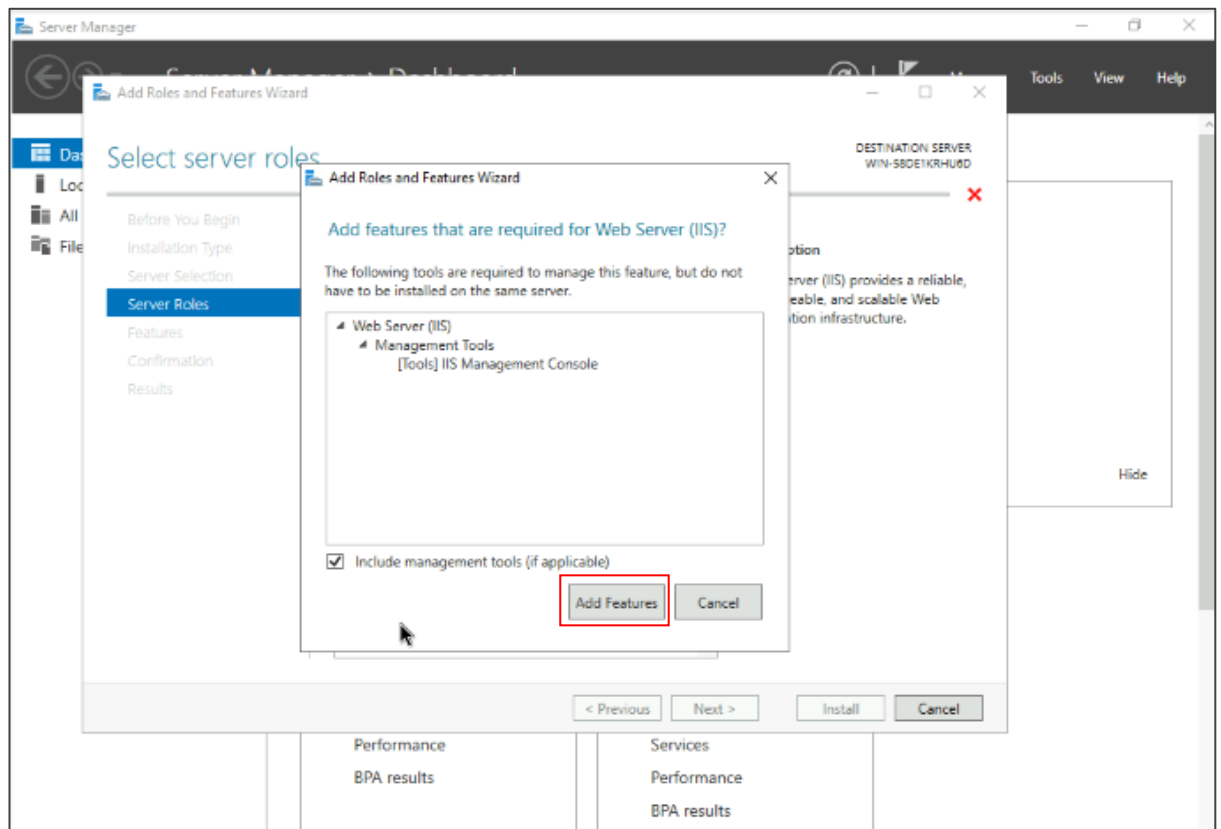 Server Manager
Tools View Help
Add Roles and Features Wizard
Select server roles
DESTINATION SERVER
WIN-58DE1KRHU6D
Add Roles and Features Wizard
Before You Begin
Installation Type
Server Selection
Server Roles
Features
Confirmation
Results
Add features that are required for Web Server (IIS)?
The following tools are required to manage this feature, but do not
have to be installed on the same server.
Web Server (IIS)
Management Tools
[Tools] IIS Management Console
Include management tools (if applicable)
Add Features Cancel
(IIS) provides a reliable,
and scalable Web
infrastructure.
All
File
Hide
< Previous Next > Install Cancel
Performance
BPA results
Services
Performance
BPA results